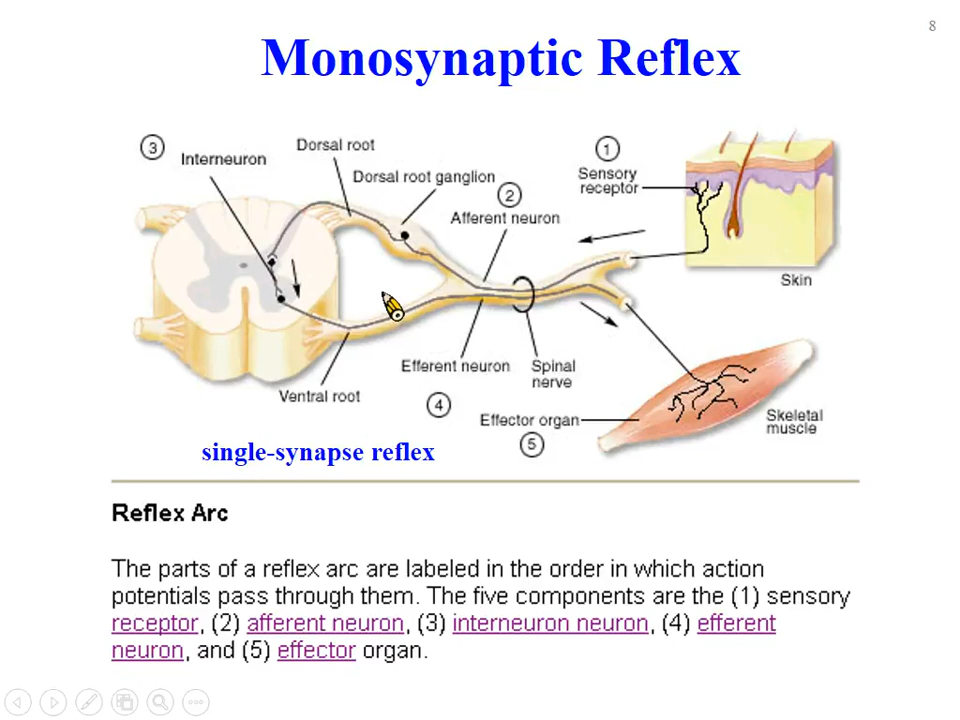 8
Monosynaptic Reflex
3
Interneuron
Dorsal root
Dorsal root ganglion
2
Afferent neuron
1
Sensory
receptor
Skin
Efferent neuron
Spinal
nerve
Ventral root
4
Effector organ
5
Skeletal
muscle
single-synapse reflex
Reflex Arc
The parts of a reflex arc are labeled in the order in which action
potentials pass through them. The five components are the (1) sensory
receptor, (2) afferent neuron, (3) interneuron neuron, (4) efferent
neuron, and (5) effector organ.